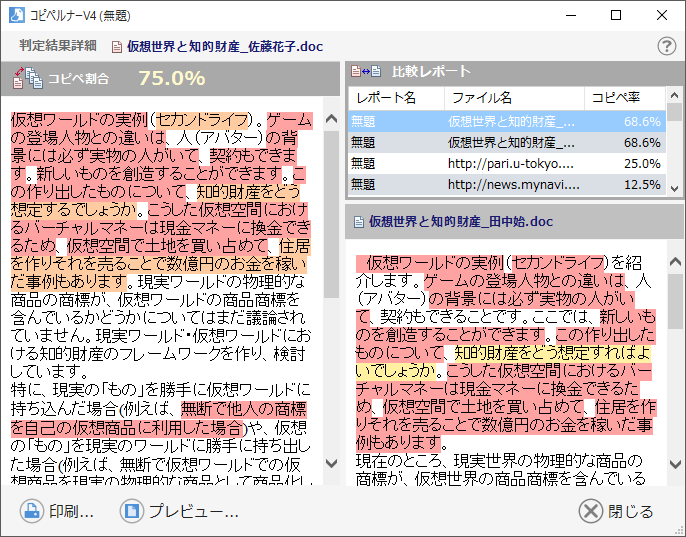 コピペルナーV4 (無題)
判定結果詳細 仮想世界と知的財産_佐藤花子.doc
コピペ割合 75.0%
仮想ワールドの実例(セカンドライフ)。ゲーム
の登場人物との違いは、人(アバター)の背
景には必ず実物の人がいて、契約もできま
す。新しいものを創造することができます。こ
の作り出したものについて、知的財産をどう
想定するでしょうか。こうした仮想空間におけ
るバーチャルマネーは現金マネーに換金でき
るため、仮想空間で土地を買い占めて、住居
を作りそれを売ることで数億円のお金を稼い
だ事例もあります。現実ワールドの物理的な
商品の商標が、仮想ワールドの商品商標を
含んでいるかどうかについてはまだ議論され
ていません。現実ワールド・仮想ワールドにお
ける知的財産のフレームワークを作り、検討
しています。
特に、現実の「もの」を勝手に仮想ワールドに
持ち込んだ場合(例えば、無断で他人の商標
を自己の仮想商品に利用した場合)や、仮想
の「もの」を現実のワールドに勝手に持ち出し
た場合(例えば、無断で仮想ワールドでの仮
想商品を現実の物理的な商品として商品化し
比較レポート
レポート名 ファイル名 コピペ率
無題 仮想世界と知的財産_... 68.6%
無題 仮想世界と知的財産_... 68.6%
無題 http://pari.u-tokyo.... 25.0%
無題 http://news.mynavi.... 12.5%
仮想世界と知的財産_田中始.doc
仮想ワールドの実例(セカンドライフ)を紹
介します。ゲームの登場人物との違いは、人
(アバター)の背景には必ず実物の人がい
て、契約もできることです。ここでは、新しいも
のを創造することができます。この作り出した
ものについて、知的財産をどう想定すればよ
いでしょうか。こうした仮想空間におけるバー
チャルマネーは現金マネーに換金できるた
め、仮想空間で土地を買い占めて、住居を作
りそれを売ることで数億円のお金を稼いだ事
例もあります。
現在のところ、現実世界の物理的な商品の
商標が、仮想世界の商品商標を含んでいる
印刷... プレビュー... 閉じる